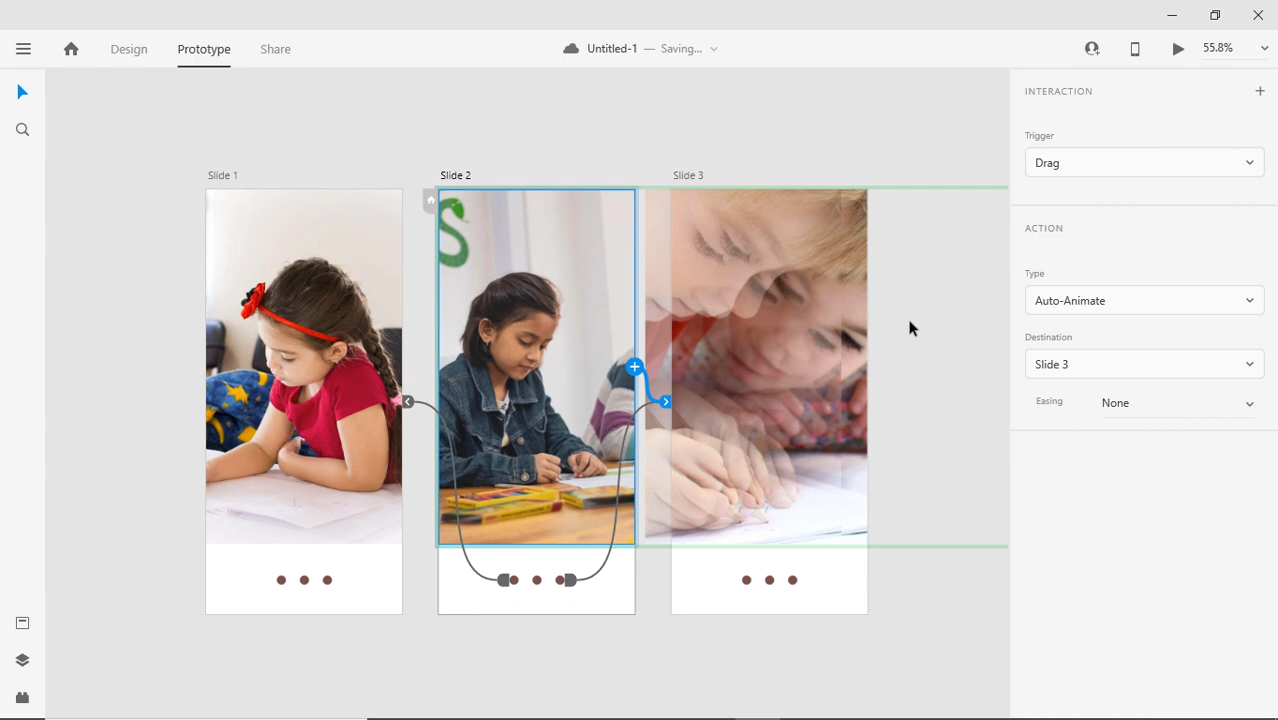 Design Prototype Share Untitled-1 — Saving... 55.8%
INTERACTION
Trigger
Drag
Slide 1 Slide 2 Slide 3
ACTION
Type
Auto-Animate
Destination
Slide 3
Easing None